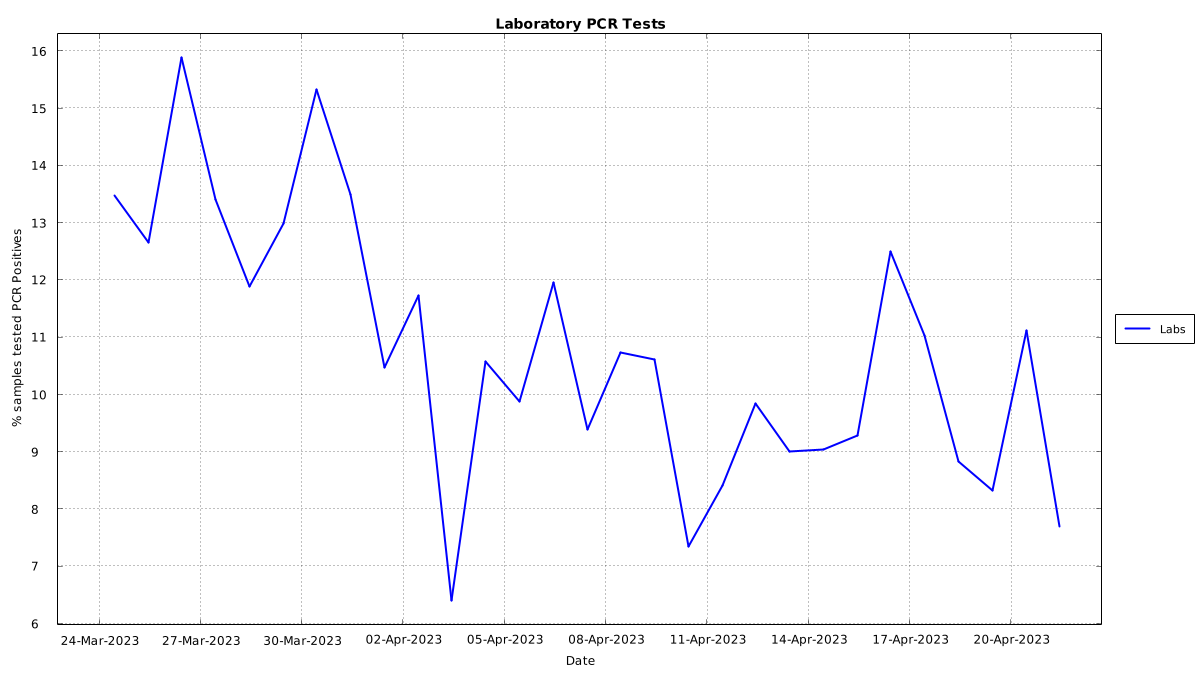 Laboratory PCR Tests
% samples tested PCR Positives
16
15
14
13
12
11
10
9
8
7
6
24-Mar-2023
27-Mar-2023
30-Mar-2023
02-Apr-2023
05-Apr-2023
08-Apr-2023
11-Apr-2023
14-Apr-2023
17-Apr-2023
20-Apr-2023
Date
Labs